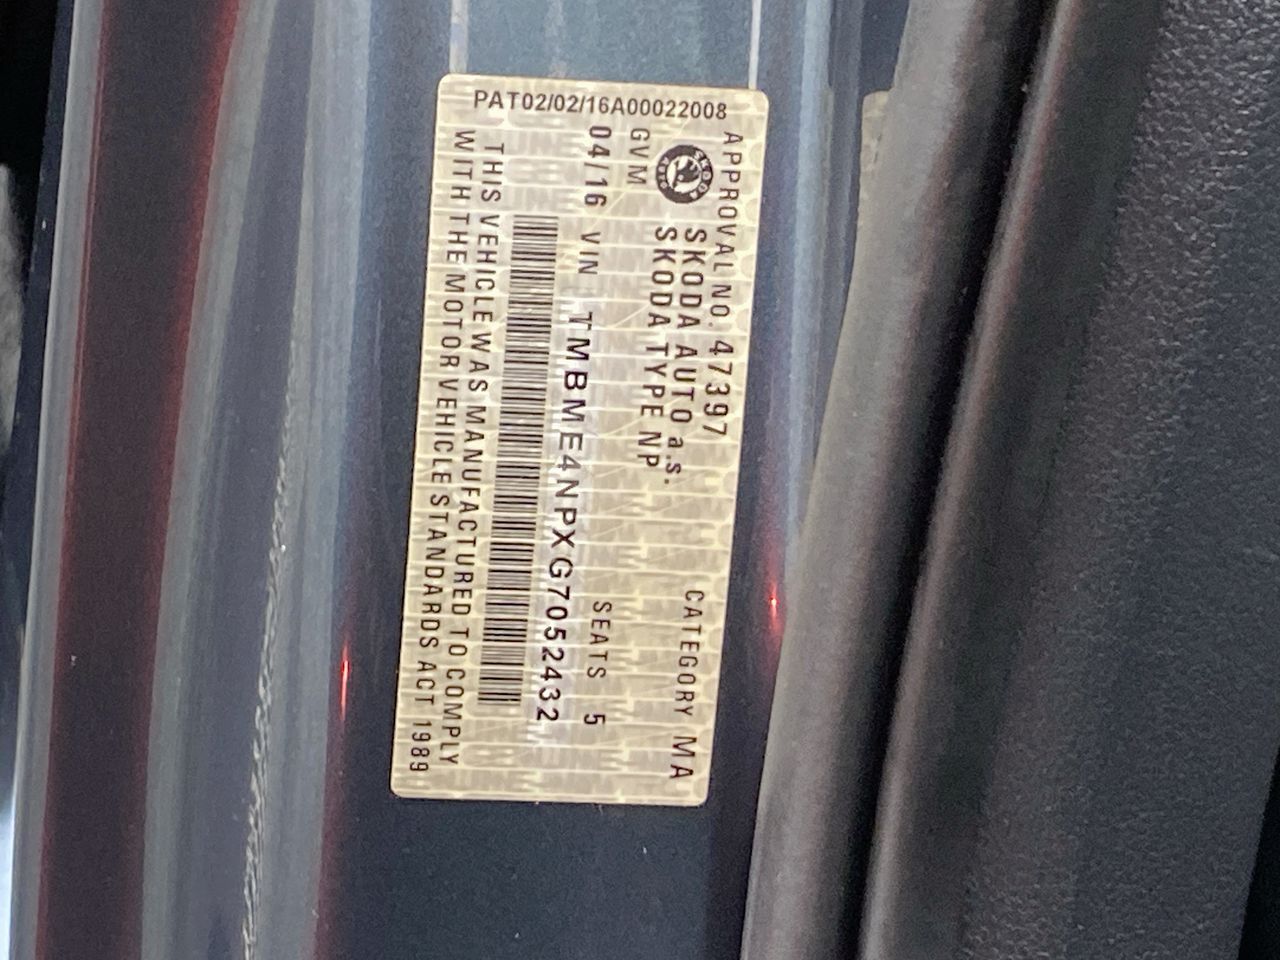 PAT02/02/16A00022008
APPROVAL NO. 47397 CATEGORY MA
SKODA SKODA AUTO a.s.
SKODA TYPE NP
GVM SEATS 5
04/16 VIN TMBME4NPXG7052432
THIS VEHICLE WAS MANUFACTURED TO COMPLY
WITH THE MOTOR VEHICLE STANDARDS ACT 1989